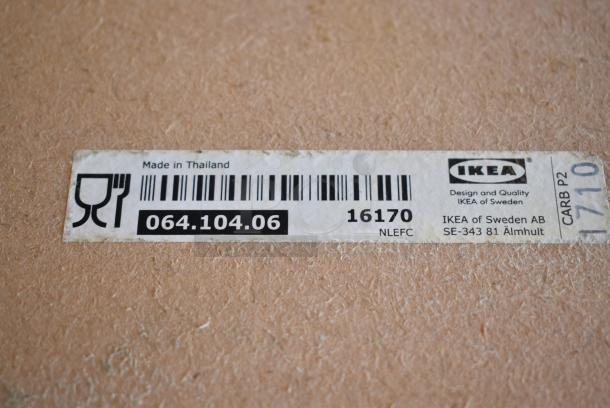 Made in Thailand
064.104.06
16170
NLEFC
IKEA
Design and Quality
IKEA of Sweden
IKEA of Sweden AB
SE-343 81 Älmhult
CARB P2
1710